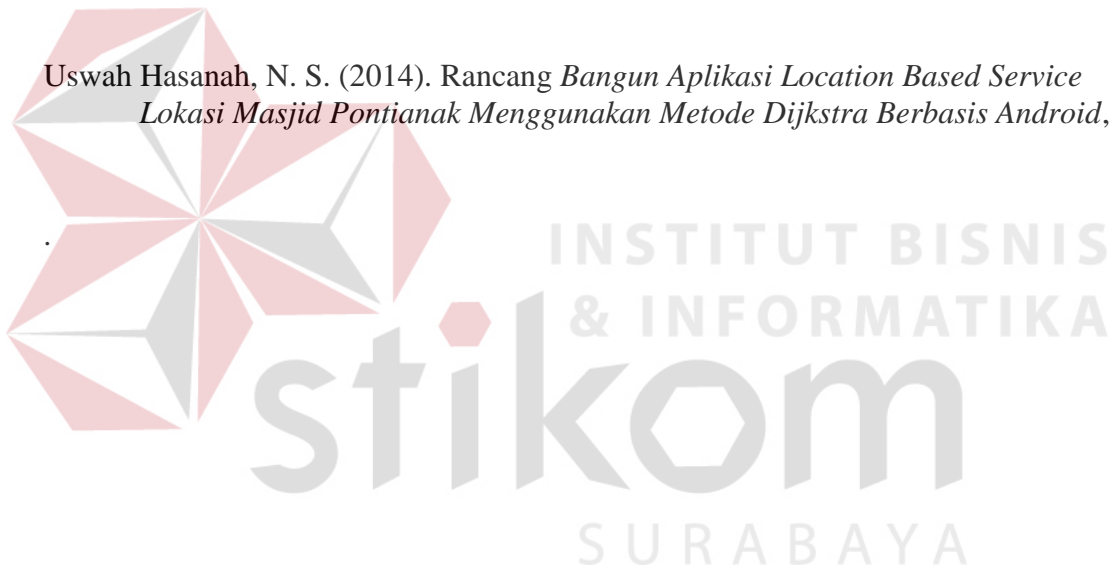 Uswah Hasanah, N. S. (2014). Rancang Bangun Aplikasi Location Based Service
Lokasi Masjid Pontianak Menggunakan Metode Dijkstra Berbasis Android,
.
INSTITUT BISNIS
& INFORMATIKA
stikom
SURABAYA